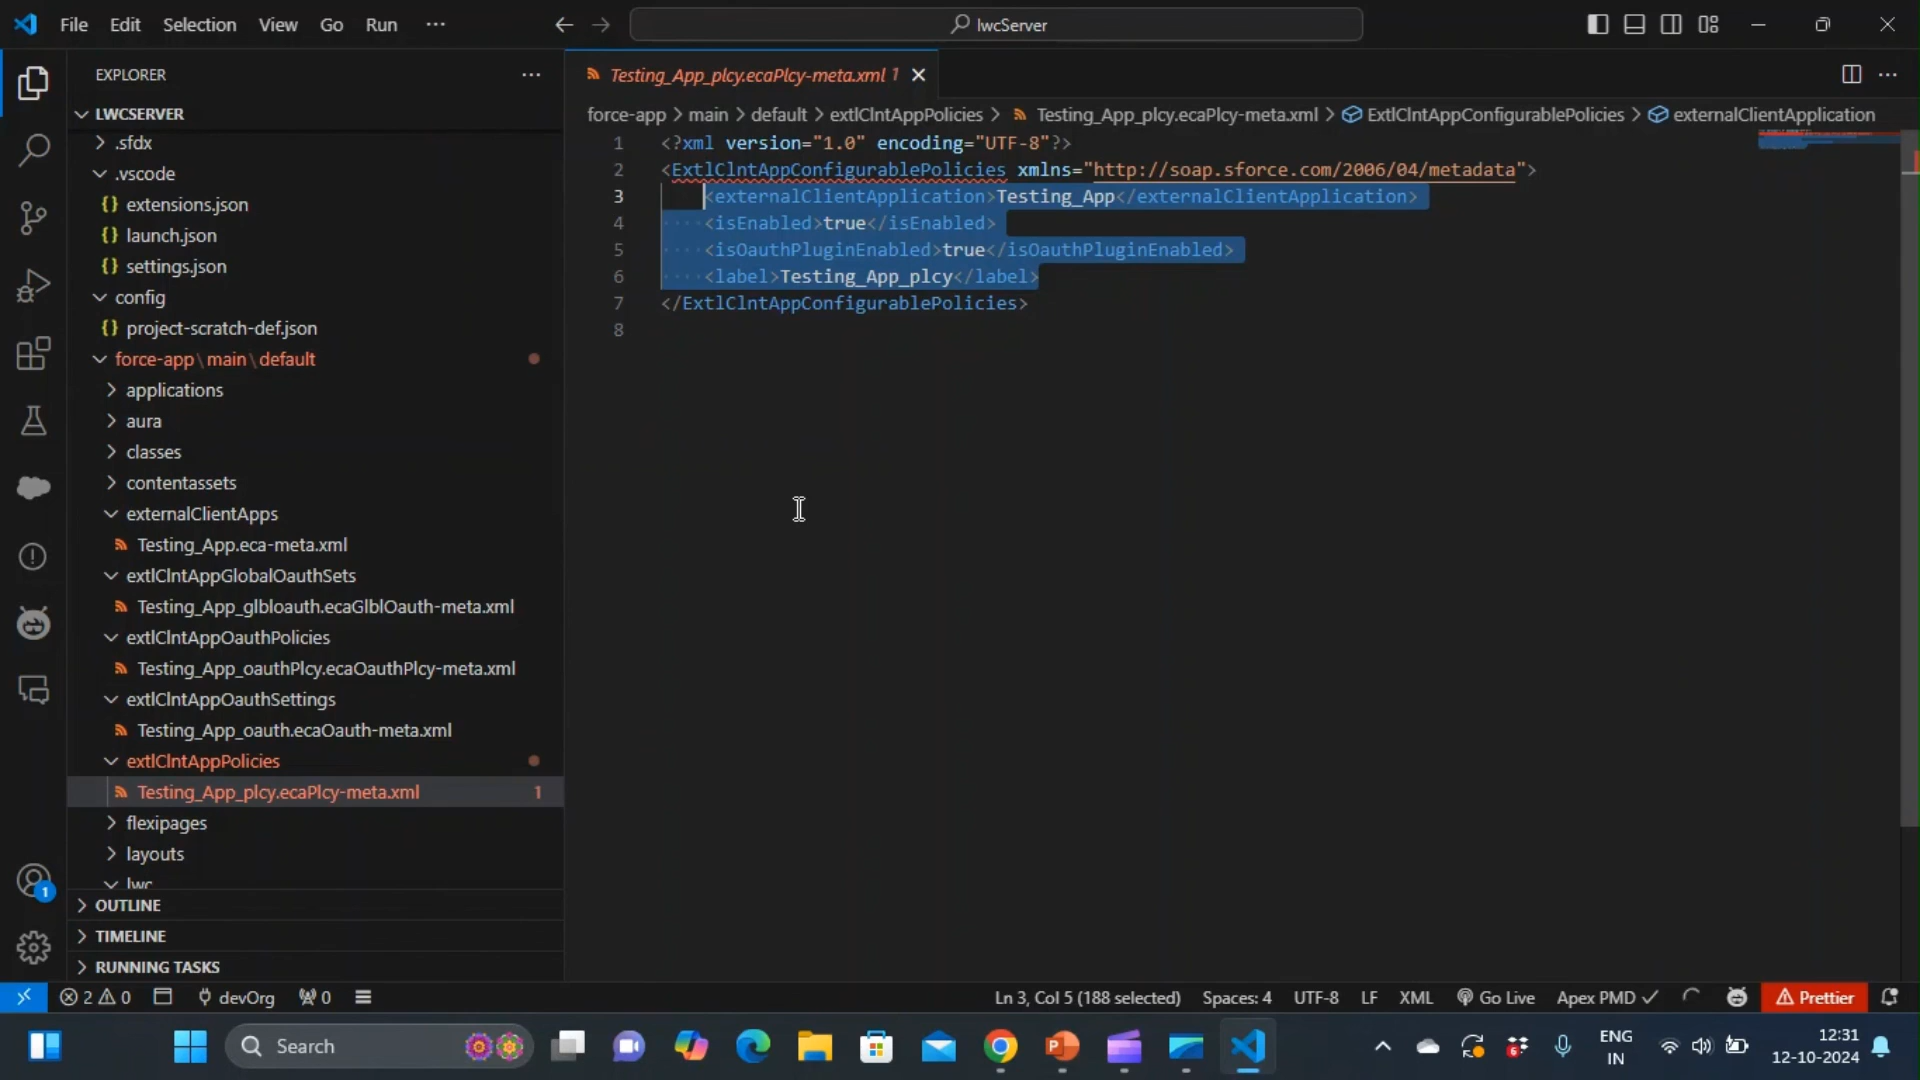 File Edit Selection View Go Run ···
lwcServer
EXPLORER
LWCSERVER
.sfdx
.vscode
extensions.json
launch.json
settings.json
config
project-scratch-def.json
force-app\main\default
applications
aura
classes
contentassets
externalClientApps
Testing_App.eca-meta.xml
extlClntAppGlobalOauthSets
Testing_App_glbloauth.ecaGlblOauth-meta.xml
extlClntAppOauthPolicies
Testing_App_oauthPlcy.ecaOauthPlcy-meta.xml
extlClntAppOauthSettings
Testing_App_oauth.ecaOauth-meta.xml
extlClntAppPolicies
Testing_App_plcy.ecaPlcy-meta.xml 1
flexipages
layouts
lwc
OUTLINE
TIMELINE
RUNNING TASKS
Testing_App_plcy.ecaPlcy-meta.xml 1
force-app > main > default > extlClntAppPolicies > Testing_App_plcy.ecaPlcy-meta.xml > ExtlClntAppConfigurablePolicies > externalClientApplication
1 <?xml version="1.0" encoding="UTF-8"?>
2 <ExtlClntAppConfigurablePolicies xmlns="http://soap.sforce.com/2006/04/metadata">
3 <externalClientApplication>Testing_App</externalClientApplication>
4 <isEnabled>true</isEnabled>
5 <isOauthPluginEnabled>true</isOauthPluginEnabled>
6 <label>Testing_App_plcy</label>
7 </ExtlClntAppConfigurablePolicies>
8
1
2 0 devOrg 0
Ln 3, Col 5 (188 selected) Spaces: 4 UTF-8 LF XML Go Live Apex PMD Prettier
Search
6
ENG
IN
12:31
12-10-2024